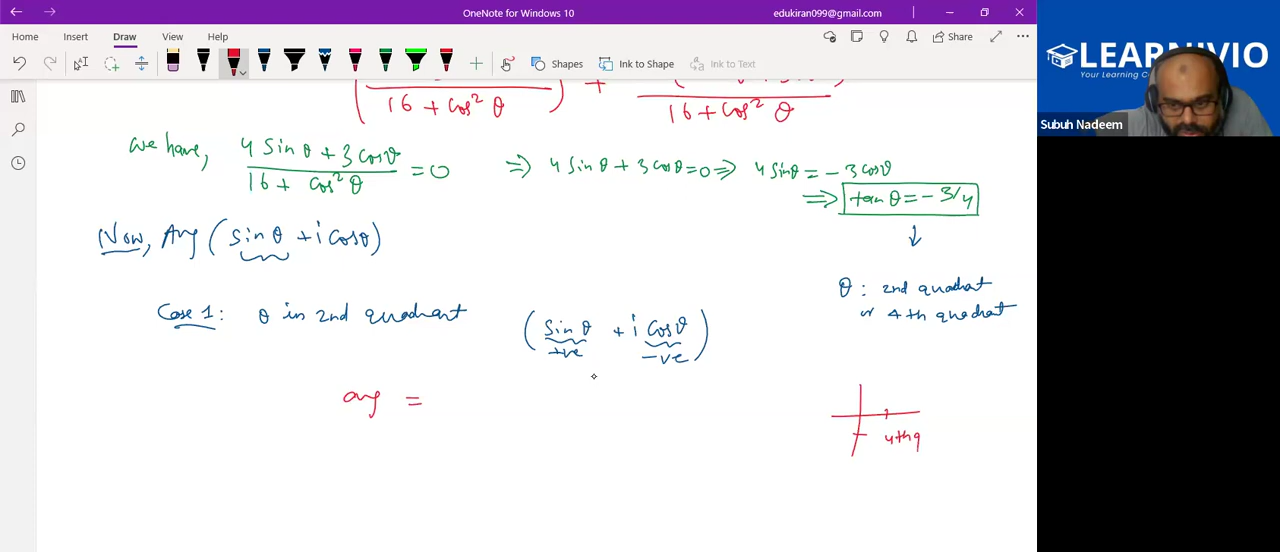 OneNote for Windows 10
edukiran099@gmail.com
Home Insert Draw View Help
Share
Shapes Ink to Shape Ink to Text
16 + cos² θ + 16 + cos² θ
We have, 4 sin θ + 3 cos θ / 16 + cos² θ = 0 ⇒ 4 sin θ + 3 cos θ = 0 ⇒ 4 sin θ = - 3 cos θ
⇒ tan θ = - 3/4
Now, Arg (sin θ + i cos θ)
θ : 2nd quadrat
or 4th quadrat
Case 1 : θ in 2nd quadrant
(sin θ + i cos θ)
+ve -ve
arg =
4th q
LEARNIVIO
Your Learning
Subuh Nadeem